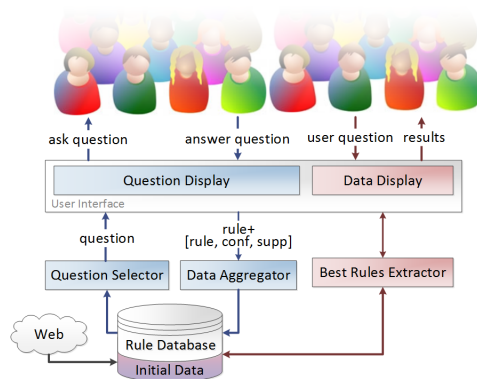 ask question
answer question
user question
results
Question Display
Data Display
User Interface
question
rule+
[rule, conf, supp]
Question Selector
Data Aggregator
Best Rules Extractor
Web
Rule Database
Initial Data